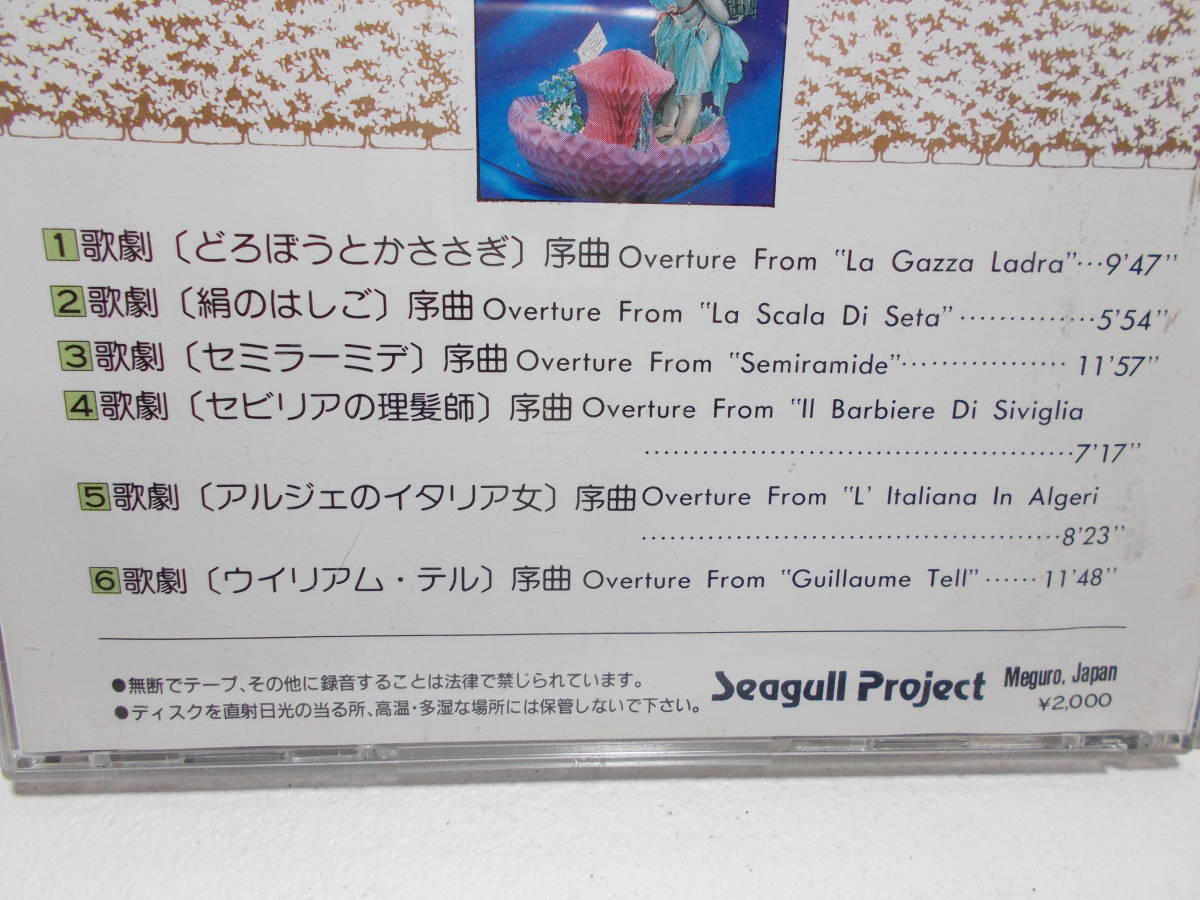 1歌劇〔どろぼうとかささぎ〕序曲 Overture From "La Gazza Ladra"…9'47"
2歌劇〔絹のはしご〕序曲 Overture From "La Scala Di Seta"……………5'54"
3歌劇〔セミラーミデ〕序曲 Overture From "Semiramide"……………… 11'57"
4歌劇〔セビリアの理髪師〕序曲 Overture From "Il Barbiere Di Siviglia
……………………………………………7'17"
5歌劇〔アルジェのイタリア女〕序曲 Overture From "L' Italiana In Algeri
……………………………………………8'23"
6歌劇〔ウイリアム・テル〕序曲 Overture From "Guillaume Tell"……11'48"
●無断でテープ、その他に録音することは法律で禁じられています。
●ディスクを直射日光の当る所、高温・多湿な場所には保管しないで下さい。
Seagull Project Meguro, Japan
¥2,000